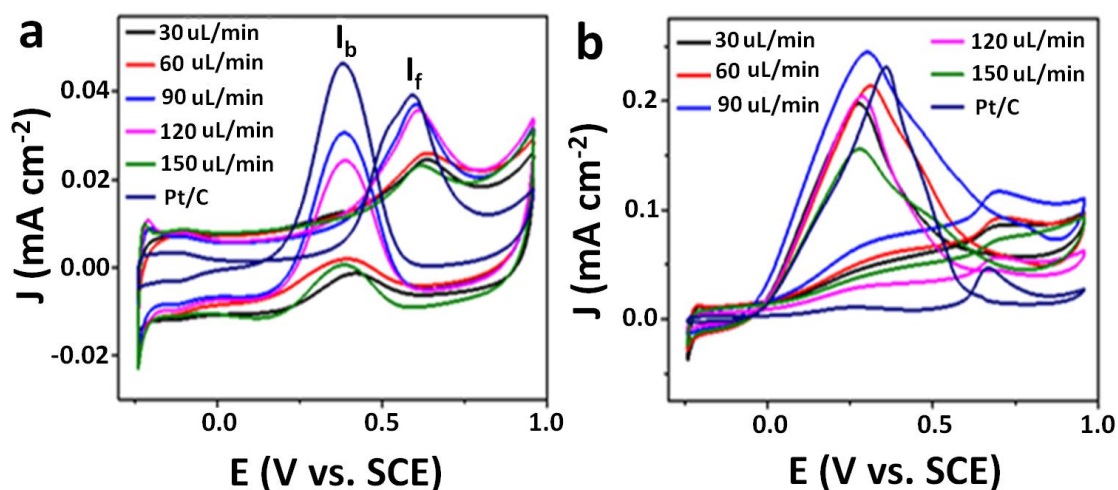 a
30 uL/min
60 uL/min
90 uL/min
120 uL/min
150 uL/min
Pt/C
Ib
If
0.04
0.02
0.00
-0.02
J (mA cm-2)
0.0
0.5
1.0
E (V vs. SCE)
b
30 uL/min
60 uL/min
90 uL/min
120 uL/min
150 uL/min
Pt/C
0.2
0.1
0.0
J (mA cm-2)
0.0
0.5
1.0
E (V vs. SCE)